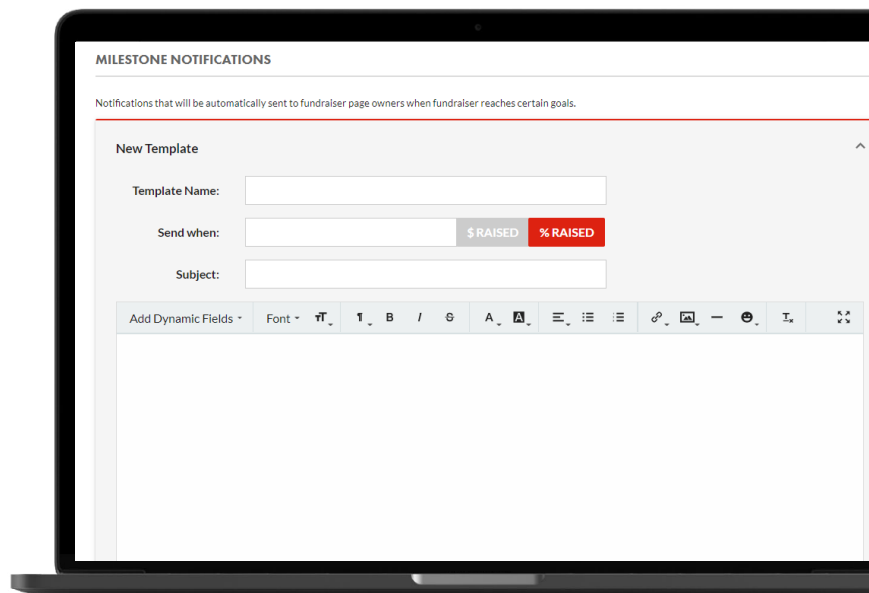 MILESTONE NOTIFICATIONS
Notifications that will be automatically sent to fundraiser page owners when fundraiser reaches certain goals.
New Template
Template Name:
Send when:
$ RAISED
% RAISED
Subject:
Add Dynamic Fields
Font